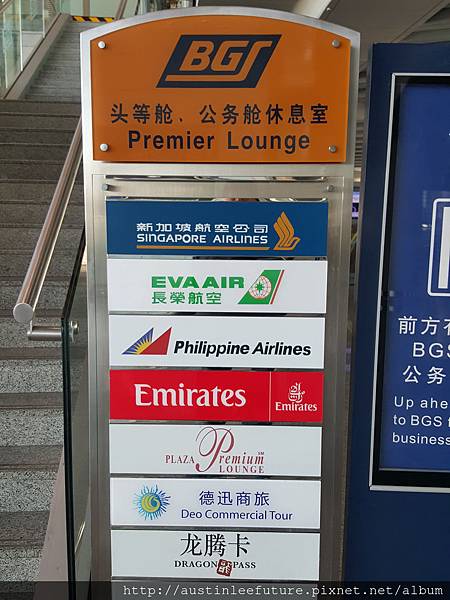 BGS
头等舱、公务舱休息室
Premier Lounge
新加坡航空公司
SINGAPORE AIRLINES
EVA AIR
長榮航空
Philippine Airlines
Emirates
Emirates
PLAZA Premium SM
LOUNGE
德迅商旅
Deo Commercial Tour
龙腾卡
DRAGON PASS
前方
BGS
公务
Up ahe
to BGS
business
http://austinleefuture.pixnet.net/album